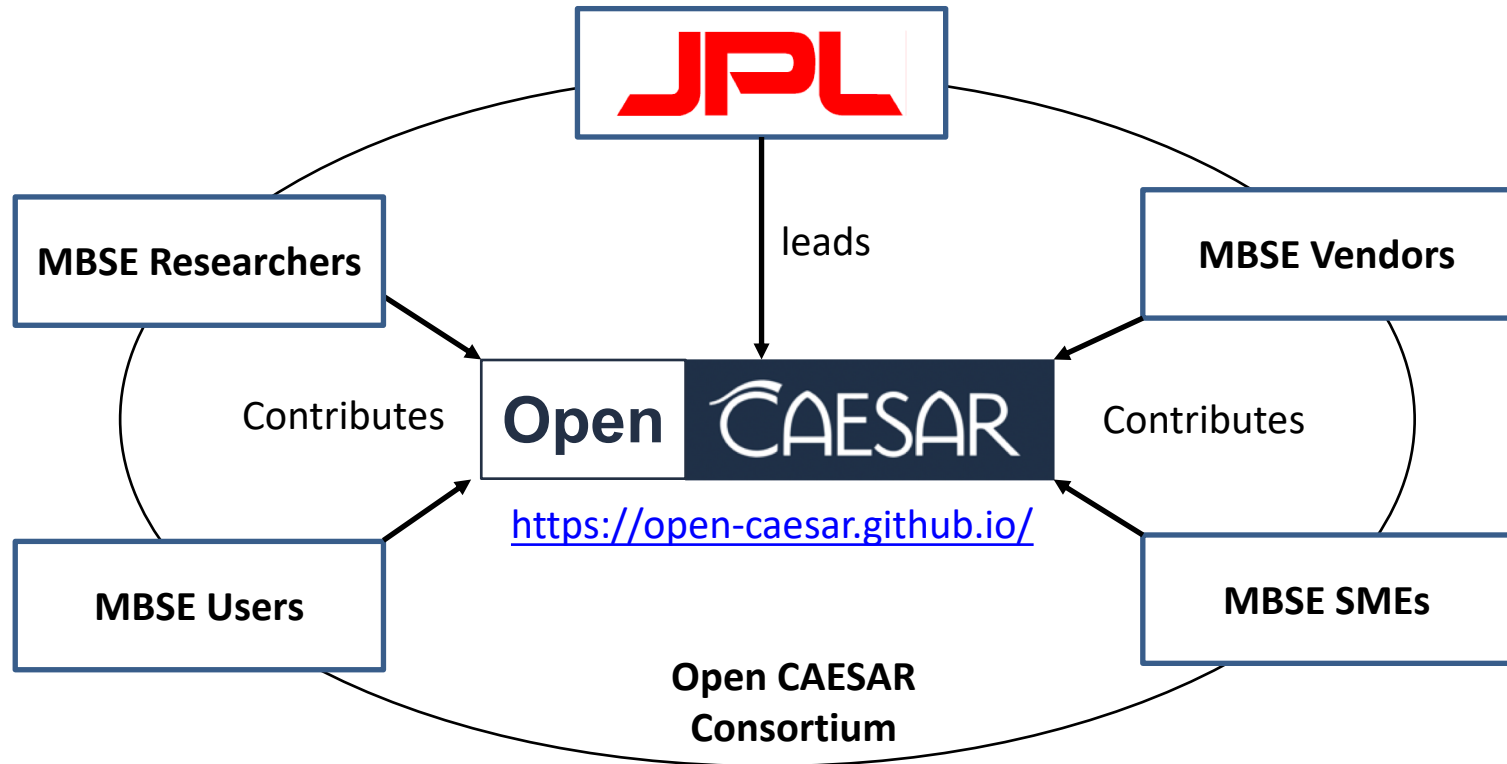 JPL
leads
MBSE Researchers
MBSE Vendors
Contributes
Open CAESAR
Contributes
https://open-caesar.github.io/
MBSE Users
MBSE SMEs
Open CAESAR
Consortium